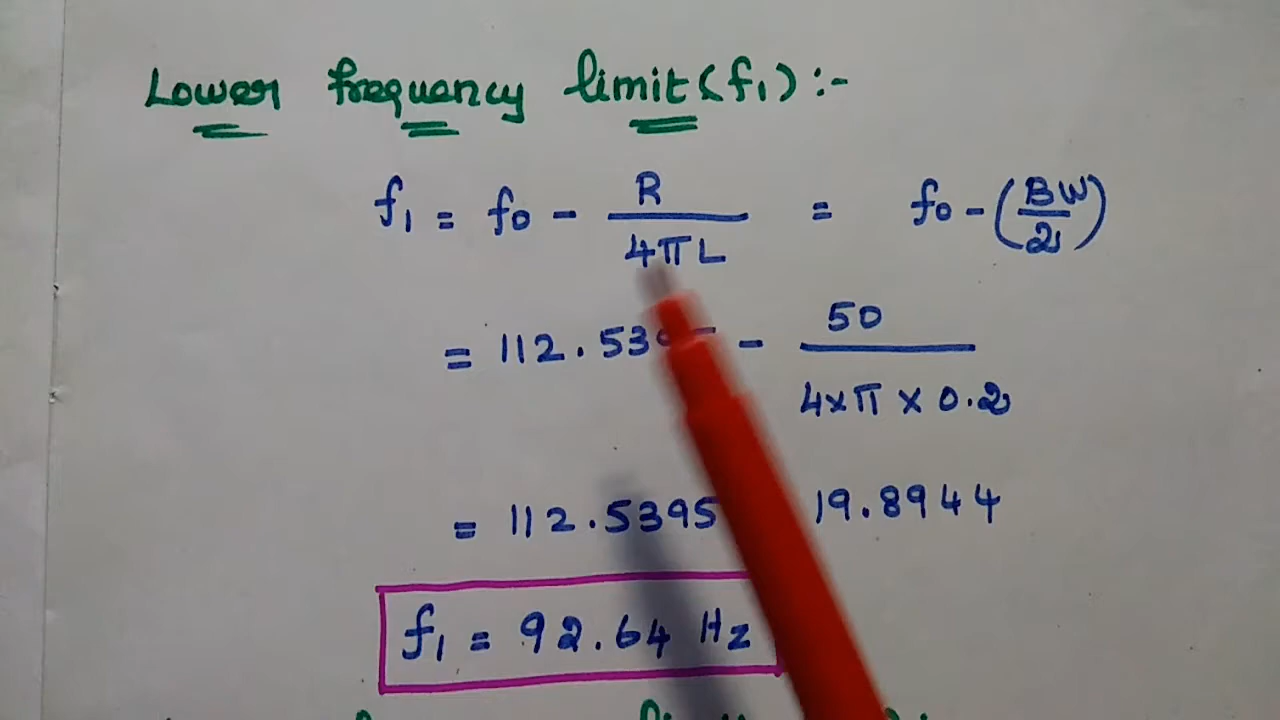 Lower frequency limit (f1) :-
f1 = f0 - R / 4πL = f0 - (BW/2)
= 112.53 - 50 / 4×π×0.2
= 112.5395 19.8944
f1 = 92.64 Hz